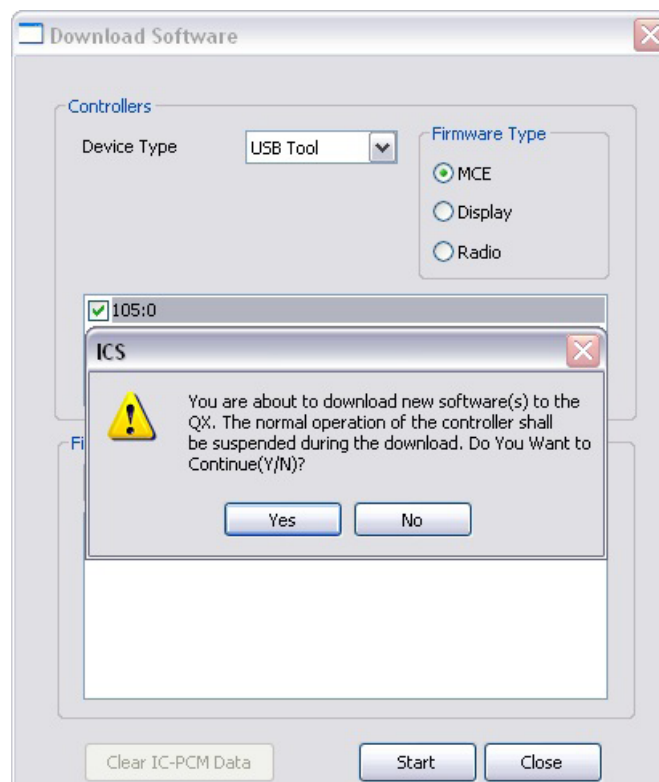 Download Software
Controllers
Device Type
USB Tool
Firmware Type
MCE
Display
Radio
105:0
ICS
You are about to download new software(s) to the
QX. The normal operation of the controller shall
be suspended during the download. Do You Want to
Continue(Y/N)?
Yes
No
Clear IC-PCM Data
Start
Close